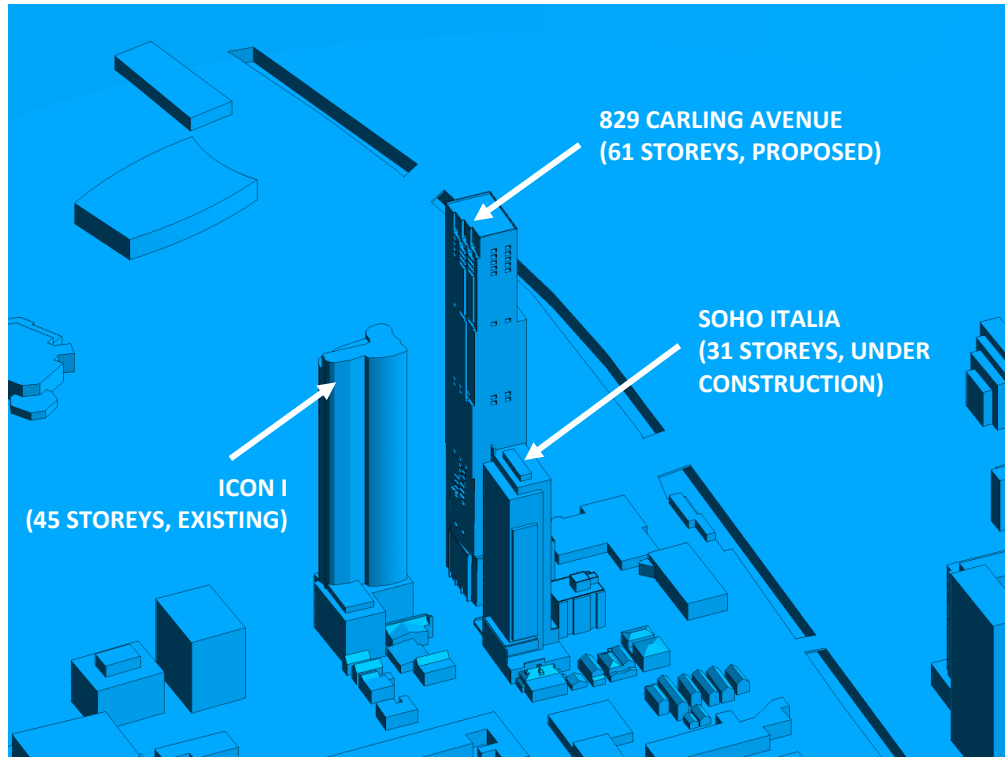 829 CARLING AVENUE
(61 STOREYS, PROPOSED)
SOHO ITALIA
(31 STOREYS, UNDER
CONSTRUCTION)
ICON I
(45 STOREYS, EXISTING)